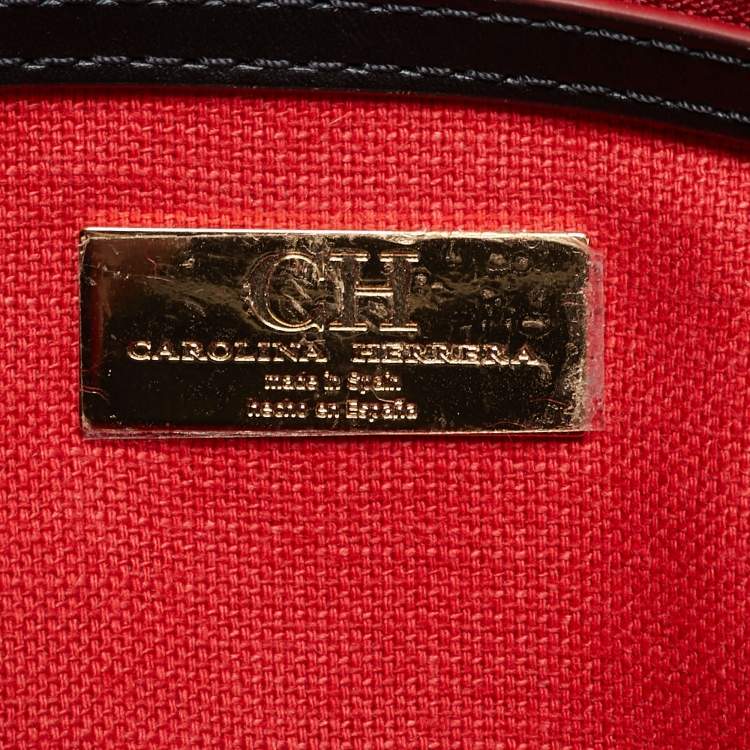 CH
CAROLINA HERRERA
made in Spain
hecho en España